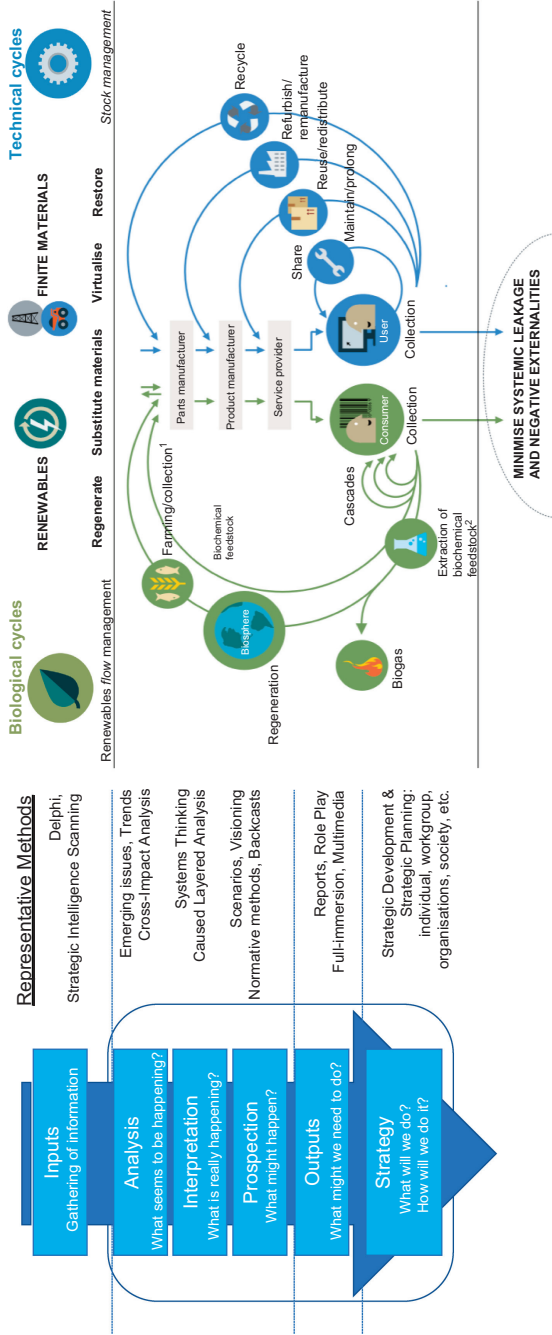 Representative Methods
Inputs
Gathering of information
Delphi,
Strategic Intelligence Scanning
Analysis
What seems to be happening?
Emerging issues, Trends
Cross-Impact Analysis
Interpretation
What is really happening?
Systems Thinking
Caused Layered Analysis
Prospection
What might happen?
Scenarios, Visioning
Normative methods, Backcasts
Outputs
What might we need to do?
Reports, Role Play
Full-immersion, Multimedia
Strategy
What will we do?
How will we do it?
Strategic Development &
Strategic Planning:
individual, workgroup,
organisations, society, etc.
Biological cycles
Technical cycles
RENEWABLES
FINITE MATERIALS
Regenerate
Substitute materials
Virtualise
Restore
Renewables flow management
Stock management
Farming/collection1
Parts manufacturer
Recycle
Biochemical
feedstock
Product manufacturer
Refurbish/
remanufacture
Biosphere
Regeneration
Service provider
Reuse/redistribute
Share
Maintain/prolong
Cascades
Consumer
User
Collection
Collection
Biogas
Extraction of
biochemical
feedstock2
MINIMISE SYSTEMIC LEAKAGE
AND NEGATIVE EXTERNALITIES